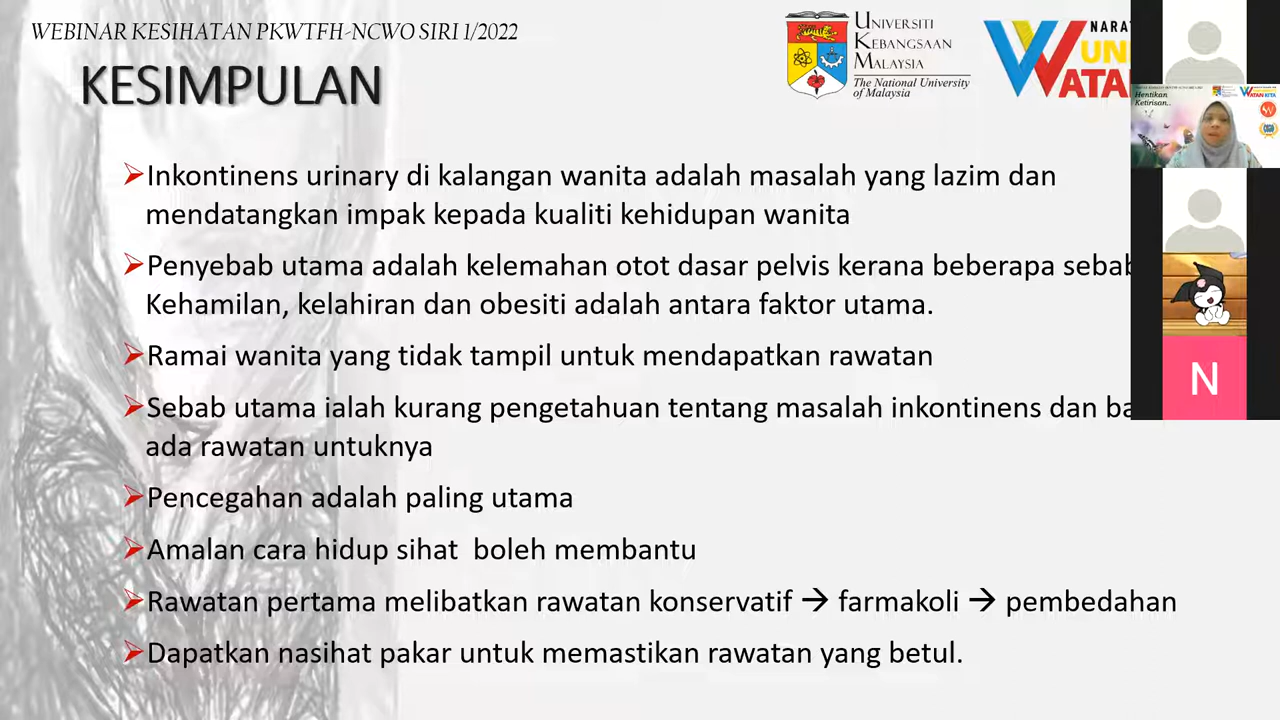 WEBINAR KESIHATAN PKWTFH-NCWO SIRI 1/2022
KESIMPULAN
UNIVERSITI
KEBANGSAAN
MALAYSIA
The National University
of Malaysia
Hentikan
Ketirisan..
WATAN KITA
Inkontinens urinary di kalangan wanita adalah masalah yang lazim dan
mendatangkan impak kepada kualiti kehidupan wanita
Penyebab utama adalah kelemahan otot dasar pelvis kerana beberapa sebab
Kehamilan, kelahiran dan obesiti adalah antara faktor utama.
Ramai wanita yang tidak tampil untuk mendapatkan rawatan
N
Sebab utama ialah kurang pengetahuan tentang masalah inkontinens dan
ada rawatan untuknya
Pencegahan adalah paling utama
Amalan cara hidup sihat boleh membantu
Rawatan pertama melibatkan rawatan konservatif → farmakoli → pembedahan
Dapatkan nasihat pakar untuk memastikan rawatan yang betul.